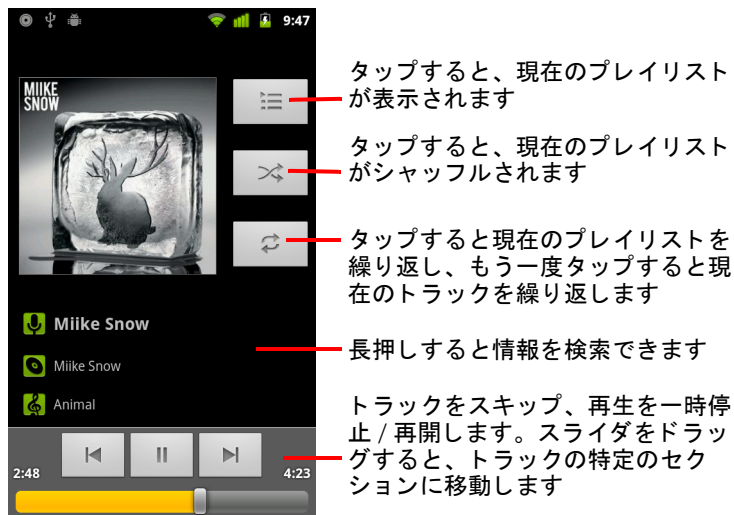 9:47
MIIKE
SNOW
タップすると、現在のプレイリスト
が表示されます
タップすると、現在のプレイリスト
がシャッフルされます
タップすると現在のプレイリストを
繰り返し、もう一度タップすると現
在のトラックを繰り返します
Miike Snow
Miike Snow
Animal
長押しすると情報を検索できます
2:48
4:23
トラックをスキップ、再生を一時停
止 / 再開します。スライダをドラッ
グすると、トラックの特定のセク
ションに移動します